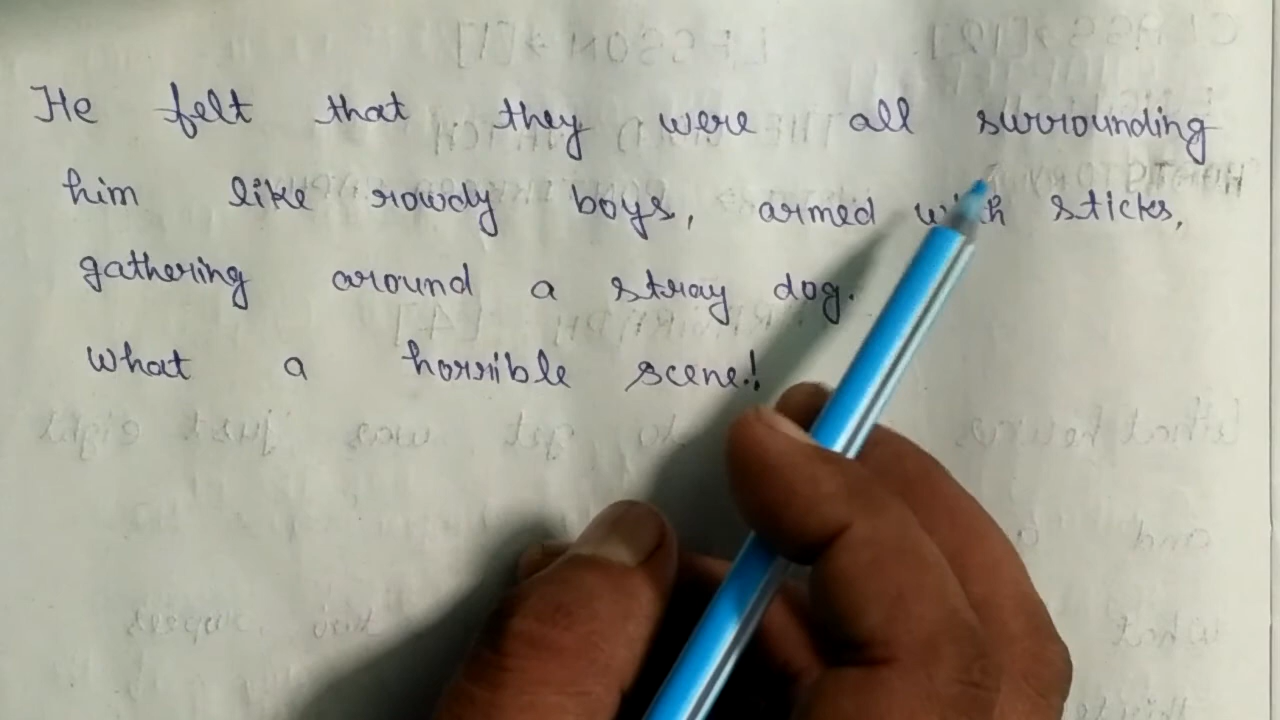 He felt that they were all surrounding
him like rowdy boys, armed with sticks,
gathering around a stray dog.
What a horrible scene!